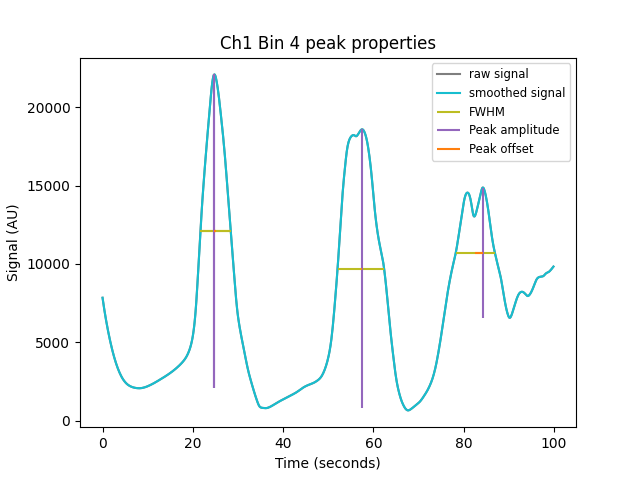 Ch1 Bin 4 peak properties
raw signal
smoothed signal
FWHM
Peak amplitude
Peak offset
Signal (AU)
20000
15000
10000
5000
0
0 20 40 60 80 100
Time (seconds)